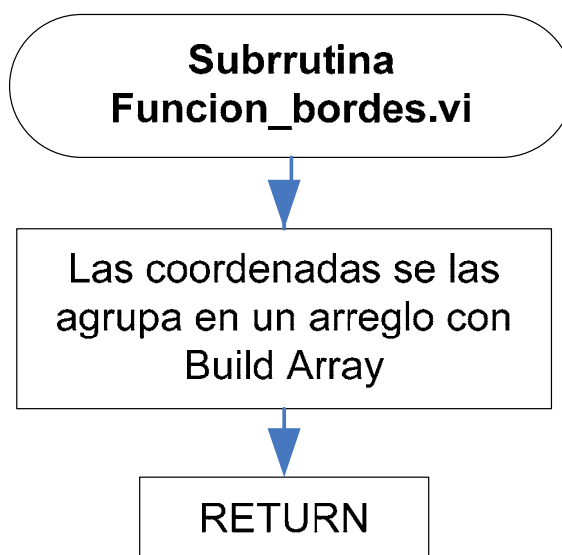 Subrrutina
Funcion_bordes.vi
Las coordenadas se las
agrupa en un arreglo con
Build Array
RETURN